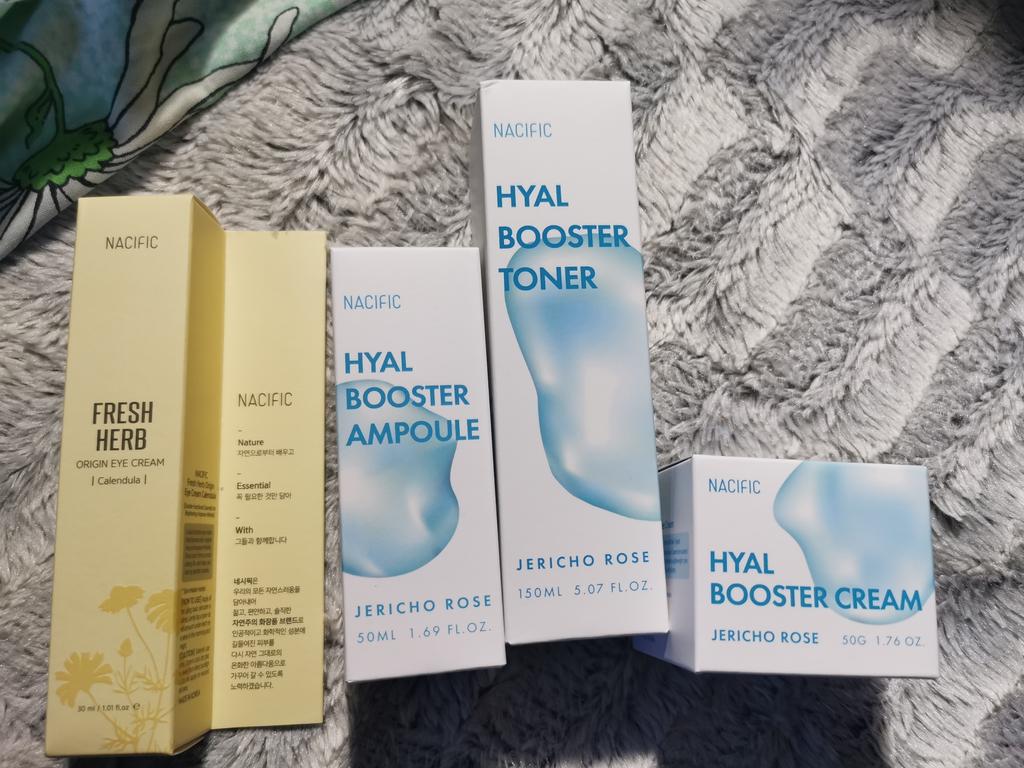 NACIFIC
FRESH
HERB
ORIGIN EYE CREAM
| Calendula |
30 ml / 1.01 fl.oz ℮
NACIFIC
Fresh Herb Origin
Eye Cream Calendula
NACIFIC
Nature
자연으로부터 배우고
Essential
꼭 필요한 것만 담아
With
그들과 함께합니다
네시픽은
우리의 모든 자연스러움을
담아내어
젊고, 편안하고, 솔직한
자연주의 화장품 브랜드로
인공적이고 화학적인 성분에
길들여진 피부를
다시 자연 그대로의
온화한 아름다움으로
가꾸어 갈 수 있도록
노력하겠습니다.
NACIFIC
HYAL
BOOSTER
AMPOULE
JERICHO ROSE
50ML 1.69 FL.OZ.
NACIFIC
HYAL
BOOSTER
TONER
JERICHO ROSE
150ML 5.07 FL.OZ.
NACIFIC
HYAL
BOOSTER CREAM
JERICHO ROSE 50G 1.76 OZ.